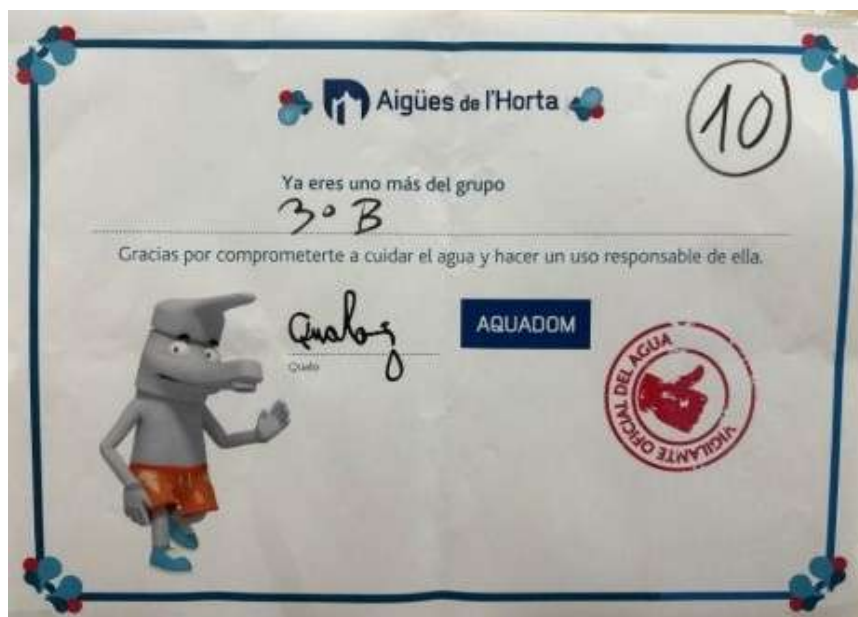 Aigües de l'Horta
10
Ya eres uno más del grupo
3º B
Gracias por comprometerte a cuidar el agua y hacer un uso responsable de ella.
Qualo
AQUADOM
VIGILANTE OFICIAL DEL AGUA